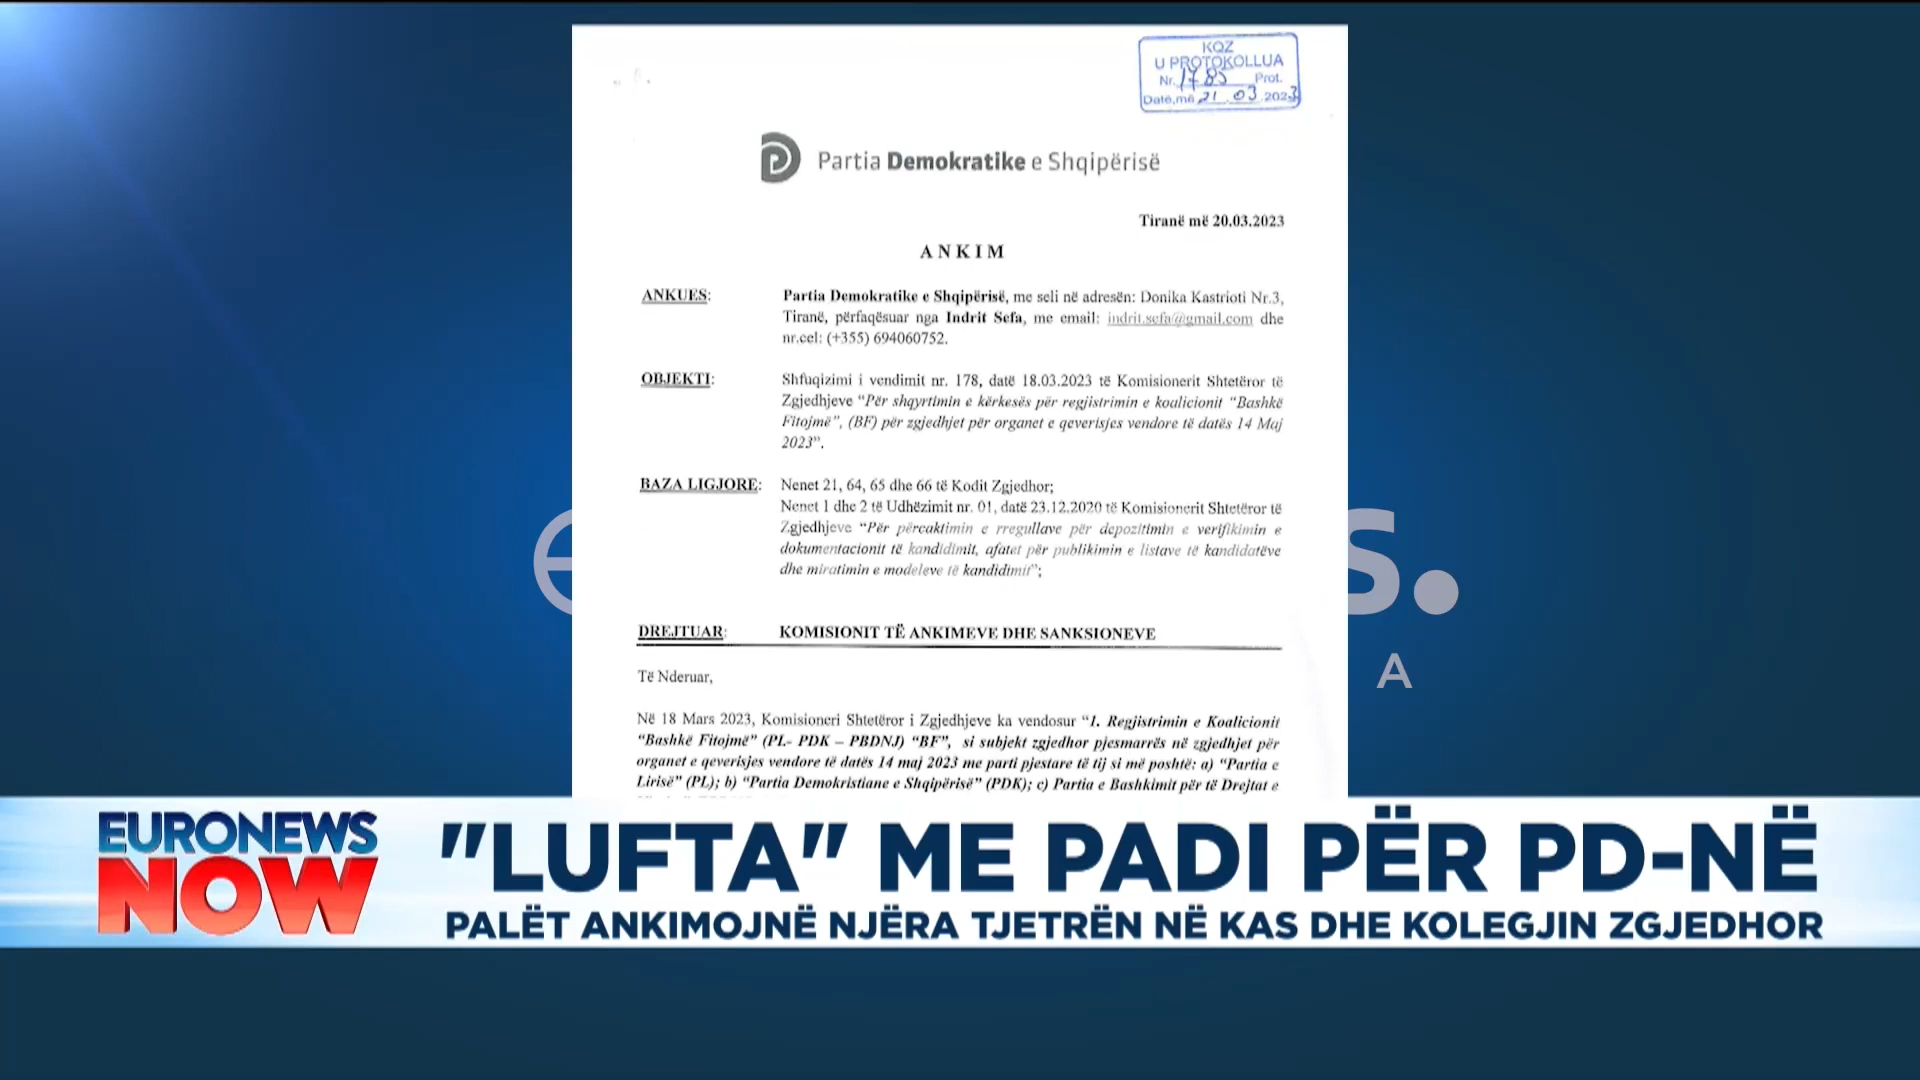 KQZ
U PROTOKOLLUA
Nr. 1785 Prot.
Datë,më 21.03.2023
Partia Demokratike e Shqipërisë
Tiranë më 20.03.2023
A N K I M
ANKUES: Partia Demokratike e Shqipërisë, me seli në adresën: Donika Kastrioti Nr.3,
Tiranë, përfaqësuar nga Indrit Sefa, me email: indrit.sefa@gmail.com dhe
nr.cel: (+355) 694060752.
OBJEKTI: Shfuqizimi i vendimit nr. 178, datë 18.03.2023 të Komisionerit Shtetëror të
Zgjedhjeve “Për shqyrtimin e kërkesës për regjistrimin e koalicionit “Bashkë
Fitojmë”, (BF) për zgjedhjet për organet e qeverisjes vendore të datës 14 Maj
2023”.
BAZA LIGJORE: Nenet 21, 64, 65 dhe 66 të Kodit Zgjedhor;
Nenet 1 dhe 2 të Udhëzimit nr. 01, datë 23.12.2020 të Komisionerit Shtetëror të
Zgjedhjeve “Për përcaktimin e rregullave për depozitimin e verifikimin e
dokumentacionit të kandidimit, afatet për publikimin e listave të kandidatëve
dhe miratimin e modeleve të kandidimit”;
DREJTUAR: KOMISIONIT TË ANKIMEVE DHE SANKSIONEVE
Të Nderuar,
Në 18 Mars 2023, Komisioneri Shtetëror i Zgjedhjeve ka vendosur “1. Regjistrimin e Koalicionit
“Bashkë Fitojmë” (PL- PDK – PBDNJ) “BF”, si subjekt zgjedhor pjesmarrës në zgjedhjet për
organet e qeverisjes vendore të datës 14 maj 2023 me parti pjestare të tij si më poshtë: a) “Partia e
Lirisë” (PL); b) “Partia Demokristiane e Shqipërisë” (PDK); c) Partia e Bashkimit për të Drejtat e
s.
A
EURONEWS
NOW
"LUFTA" ME PADI PËR PD-NË
PALËT ANKIMOJNË NJËRA TJETRËN NË KAS DHE KOLEGJIN ZGJEDHOR